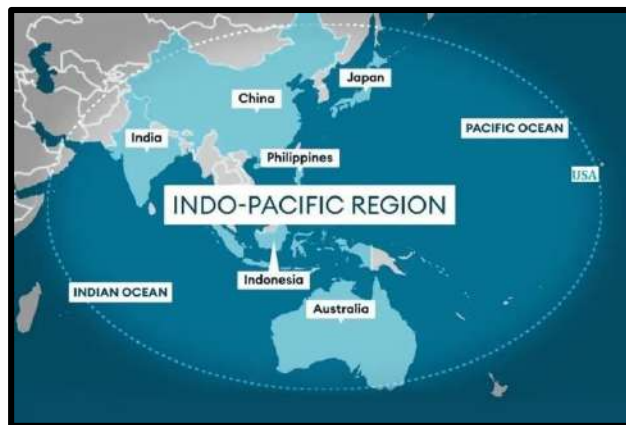 Japan
China
PACIFIC OCEAN
India
Philippines
USA
INDO-PACIFIC REGION
Indonesia
INDIAN OCEAN
Australia